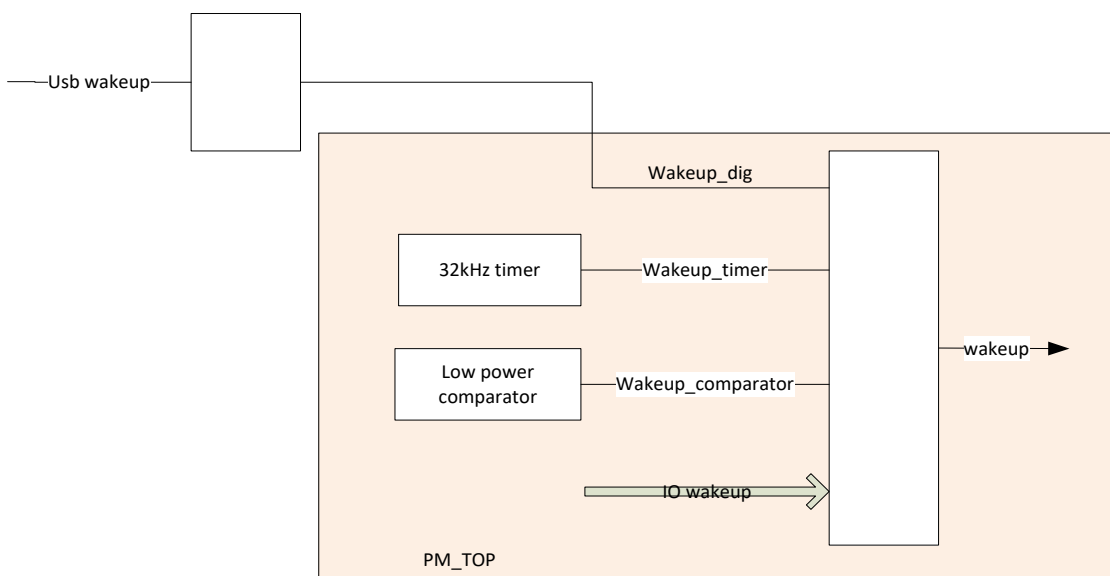 Usb wakeup
Wakeup_dig
32kHz timer
Wakeup_timer
wakeup
Low power
comparator
Wakeup_comparator
IO wakeup
PM_TOP